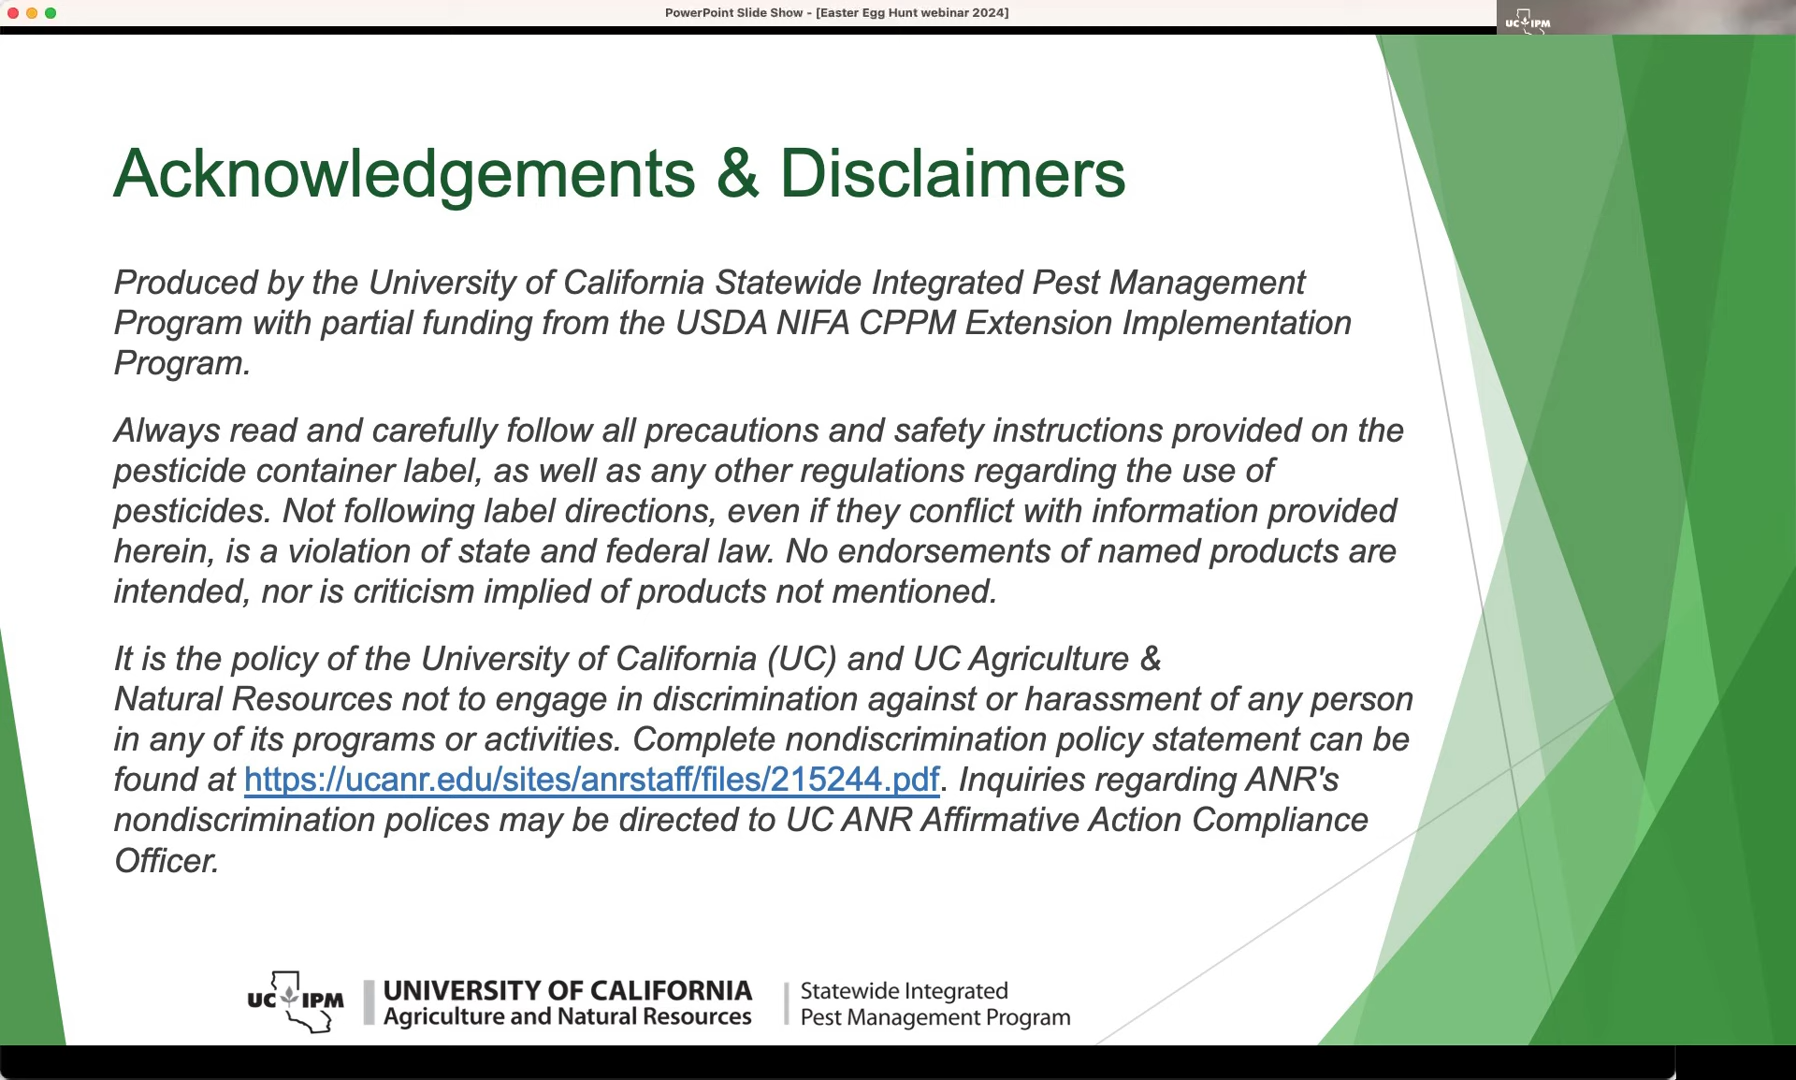 PowerPoint Slide Show - [Easter Egg Hunt webinar 2024]
UC IPM
Acknowledgements & Disclaimers
Produced by the University of California Statewide Integrated Pest Management
Program with partial funding from the USDA NIFA CPPM Extension Implementation
Program.
Always read and carefully follow all precautions and safety instructions provided on the
pesticide container label, as well as any other regulations regarding the use of
pesticides. Not following label directions, even if they conflict with information provided
herein, is a violation of state and federal law. No endorsements of named products are
intended, nor is criticism implied of products not mentioned.
It is the policy of the University of California (UC) and UC Agriculture &
Natural Resources not to engage in discrimination against or harassment of any person
in any of its programs or activities. Complete nondiscrimination policy statement can be
found at https://ucanr.edu/sites/anrstaff/files/215244.pdf. Inquiries regarding ANR's
nondiscrimination polices may be directed to UC ANR Affirmative Action Compliance
Officer.
UC IPM
UNIVERSITY OF CALIFORNIA
Agriculture and Natural Resources
Statewide Integrated
Pest Management Program